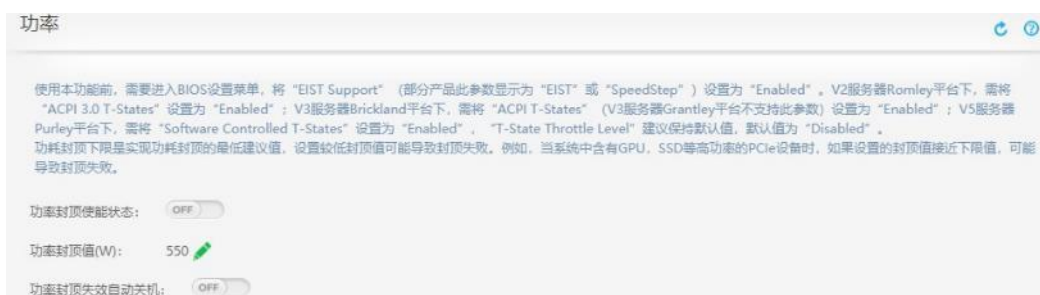 功率
使用本功能前，需要进入BIOS设置菜单，将“EIST Support”（部分产品此参数显示为“EIST”或“SpeedStep”）设置为“Enabled”。V2服务器Romley平台下，需将
“ACPI 3.0 T-States”设置为“Enabled”；V3服务器Brickland平台下，需将“ACPI T-States”（V3服务器Grantley平台不支持此参数）设置为“Enabled”；V5服务器
Purley平台下，需将“Software Controlled T-States”设置为“Enabled”，“T-State Throttle Level”建议保持默认值，默认值为“Disabled”。
功耗封顶下限是实现功耗封顶的最低建议值，设置较低封顶值可能导致封顶失败。例如，当系统中含有GPU，SSD等高功率的PCIe设备时，如果设置的封顶值接近下限值，可能
导致封顶失败。
功率封顶使能状态： OFF
功率封顶值(W)： 550
功率封顶失效自动关机： OFF